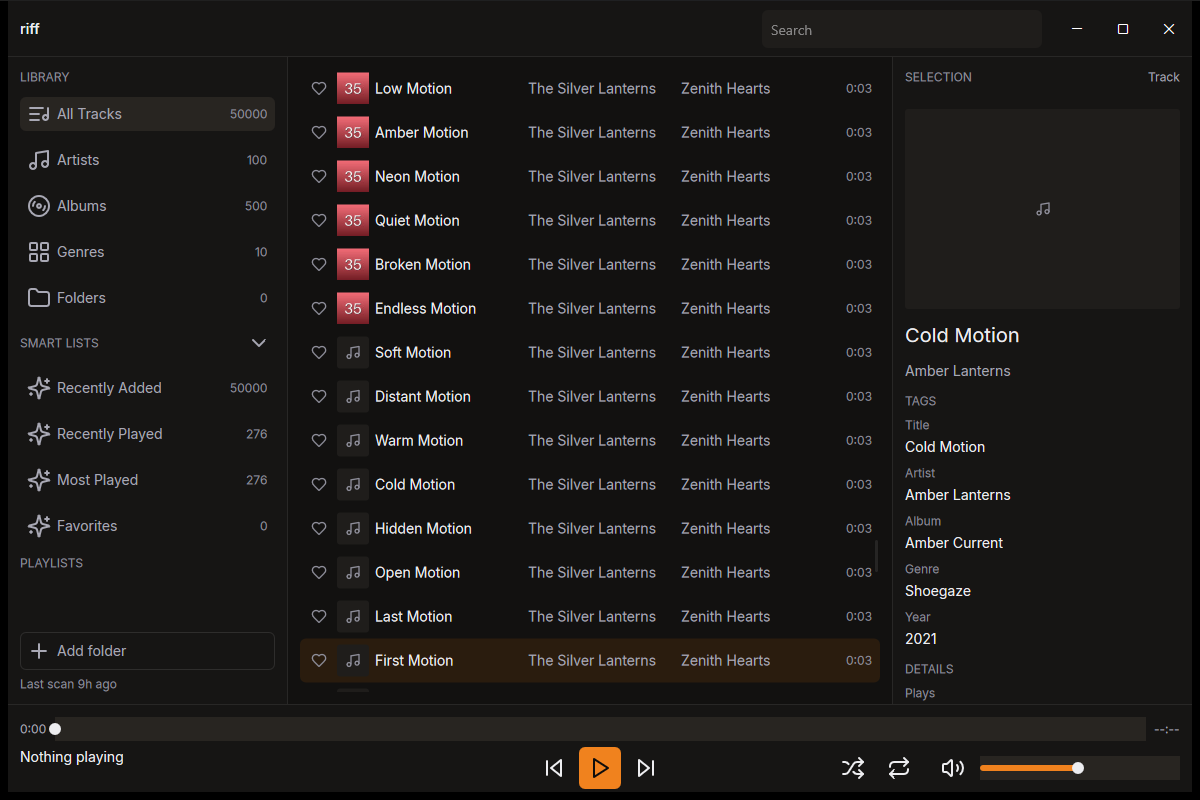 riff
Search
LIBRARY
All Tracks 50000
Artists 100
Albums 500
Genres 10
Folders 0
SMART LISTS
Recently Added 50000
Recently Played 276
Most Played 276
Favorites 0
PLAYLISTS
Add folder
Last scan 9h ago
35 Low Motion The Silver Lanterns Zenith Hearts 0:03
35 Amber Motion The Silver Lanterns Zenith Hearts 0:03
35 Neon Motion The Silver Lanterns Zenith Hearts 0:03
35 Quiet Motion The Silver Lanterns Zenith Hearts 0:03
35 Broken Motion The Silver Lanterns Zenith Hearts 0:03
35 Endless Motion The Silver Lanterns Zenith Hearts 0:03
Soft Motion The Silver Lanterns Zenith Hearts 0:03
Distant Motion The Silver Lanterns Zenith Hearts 0:03
Warm Motion The Silver Lanterns Zenith Hearts 0:03
Cold Motion The Silver Lanterns Zenith Hearts 0:03
Hidden Motion The Silver Lanterns Zenith Hearts 0:03
Open Motion The Silver Lanterns Zenith Hearts 0:03
Last Motion The Silver Lanterns Zenith Hearts 0:03
First Motion The Silver Lanterns Zenith Hearts 0:03
SELECTION Track
Cold Motion
Amber Lanterns
TAGS
Title
Cold Motion
Artist
Amber Lanterns
Album
Amber Current
Genre
Shoegaze
Year
2021
DETAILS
Plays
0:00 --:--
Nothing playing